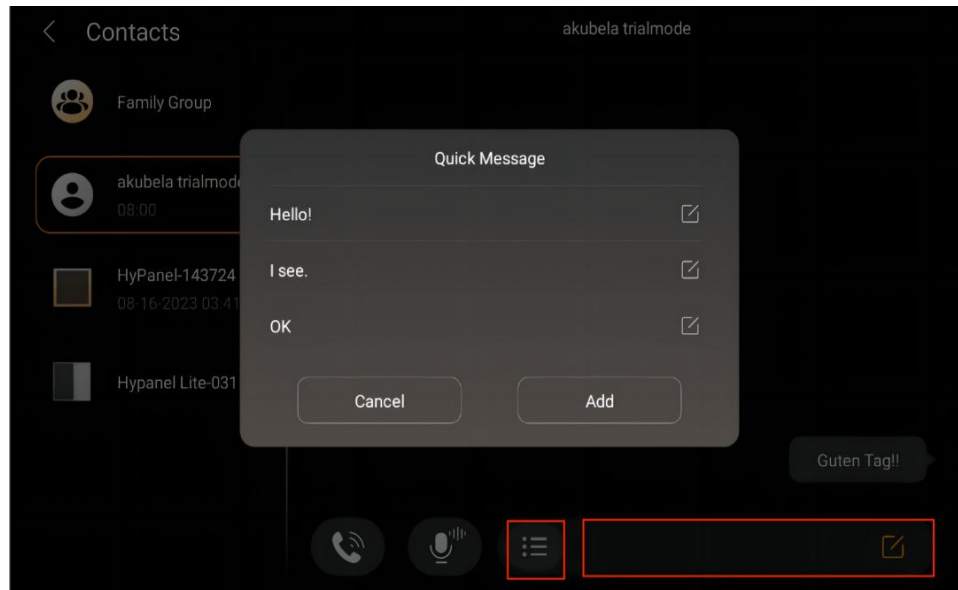 Contacts
akubela trialmode
Family Group
akubela trialmode
08:00
HyPanel-143724
08-16-2023 03:41
Hypanel Lite-031
Quick Message
Hello!
I see.
OK
Cancel
Add
Guten Tag!!